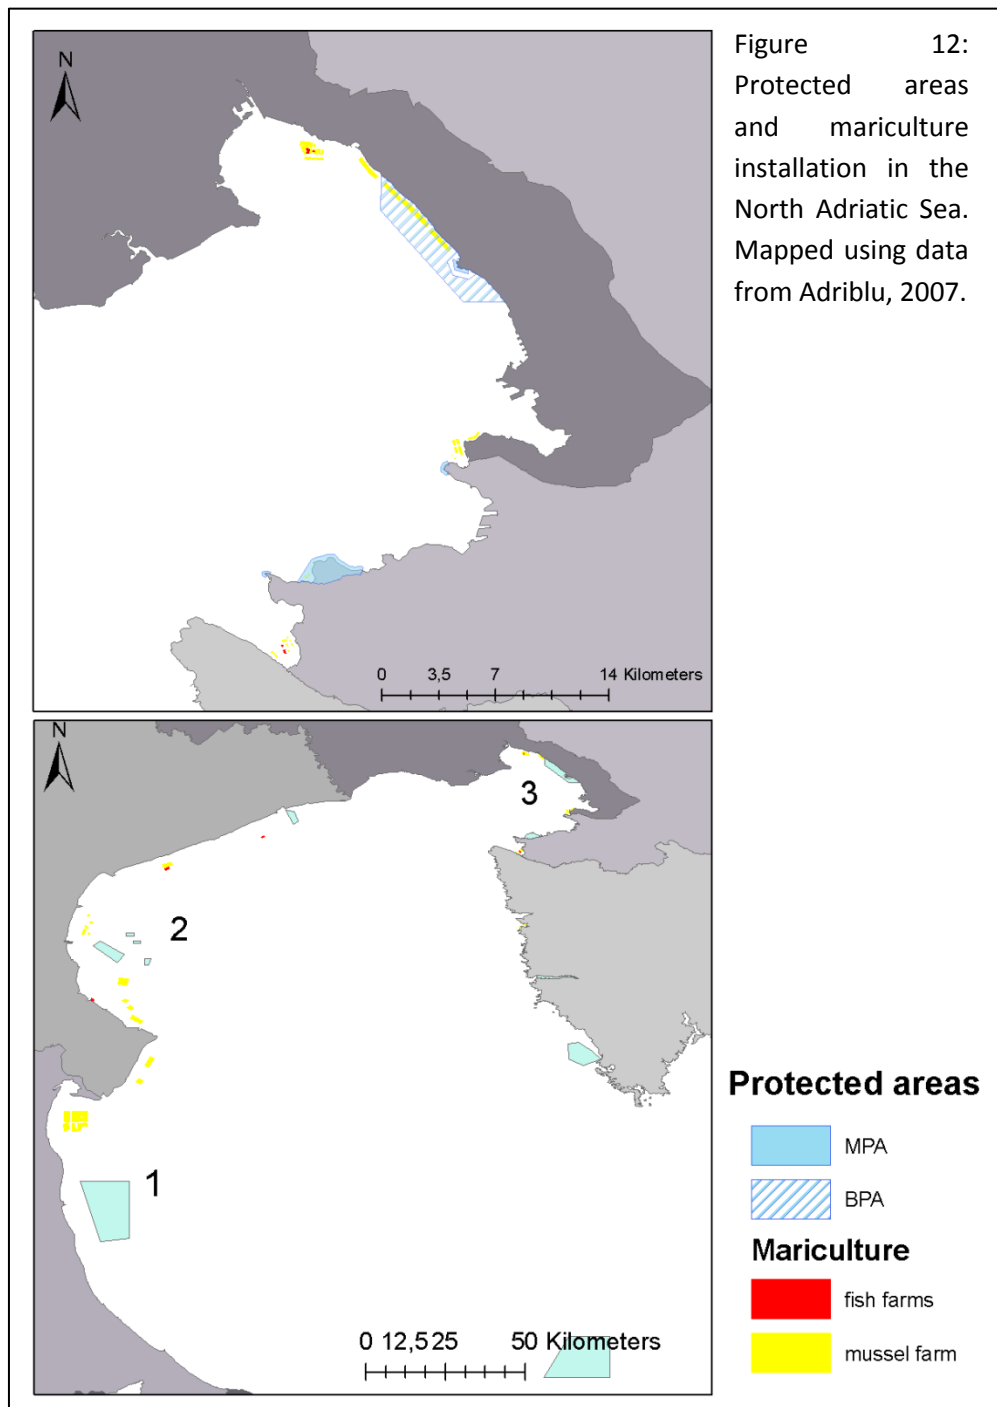 Figure 12:
Protected areas
and mariculture
installation in the
North Adriatic Sea.
Mapped using data
from Adriblu, 2007.
N
0 3,5 7 14 Kilometers
N
3
2
1
0 12,5 25 50 Kilometers
Protected areas
MPA
BPA
Mariculture
fish farms
mussel farm